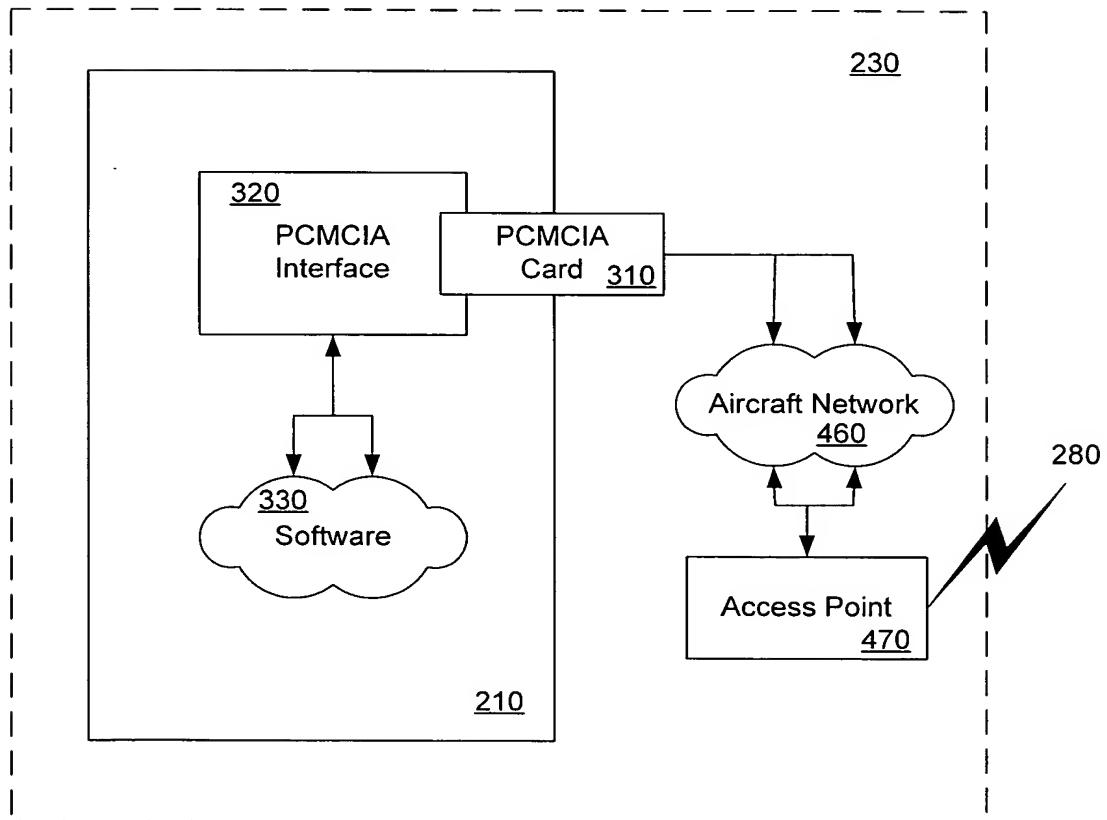 230
320
PCMCIA
Interface
PCMCIA
Card
310
Aircraft Network
460
280
330
Software
Access Point
470
210